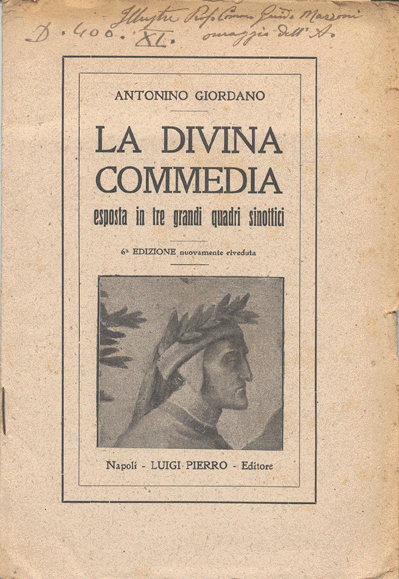 Illustre Prof. Comm. Guido Mazzoni
D. 400. XL. omaggio dell'A.
ANTONINO GIORDANO
LA DIVINA
COMMEDIA
esposta in tre grandi quadri sinottici
6ª EDIZIONE nuovamente riveduta
Napoli - LUIGI PIERRO - Editore